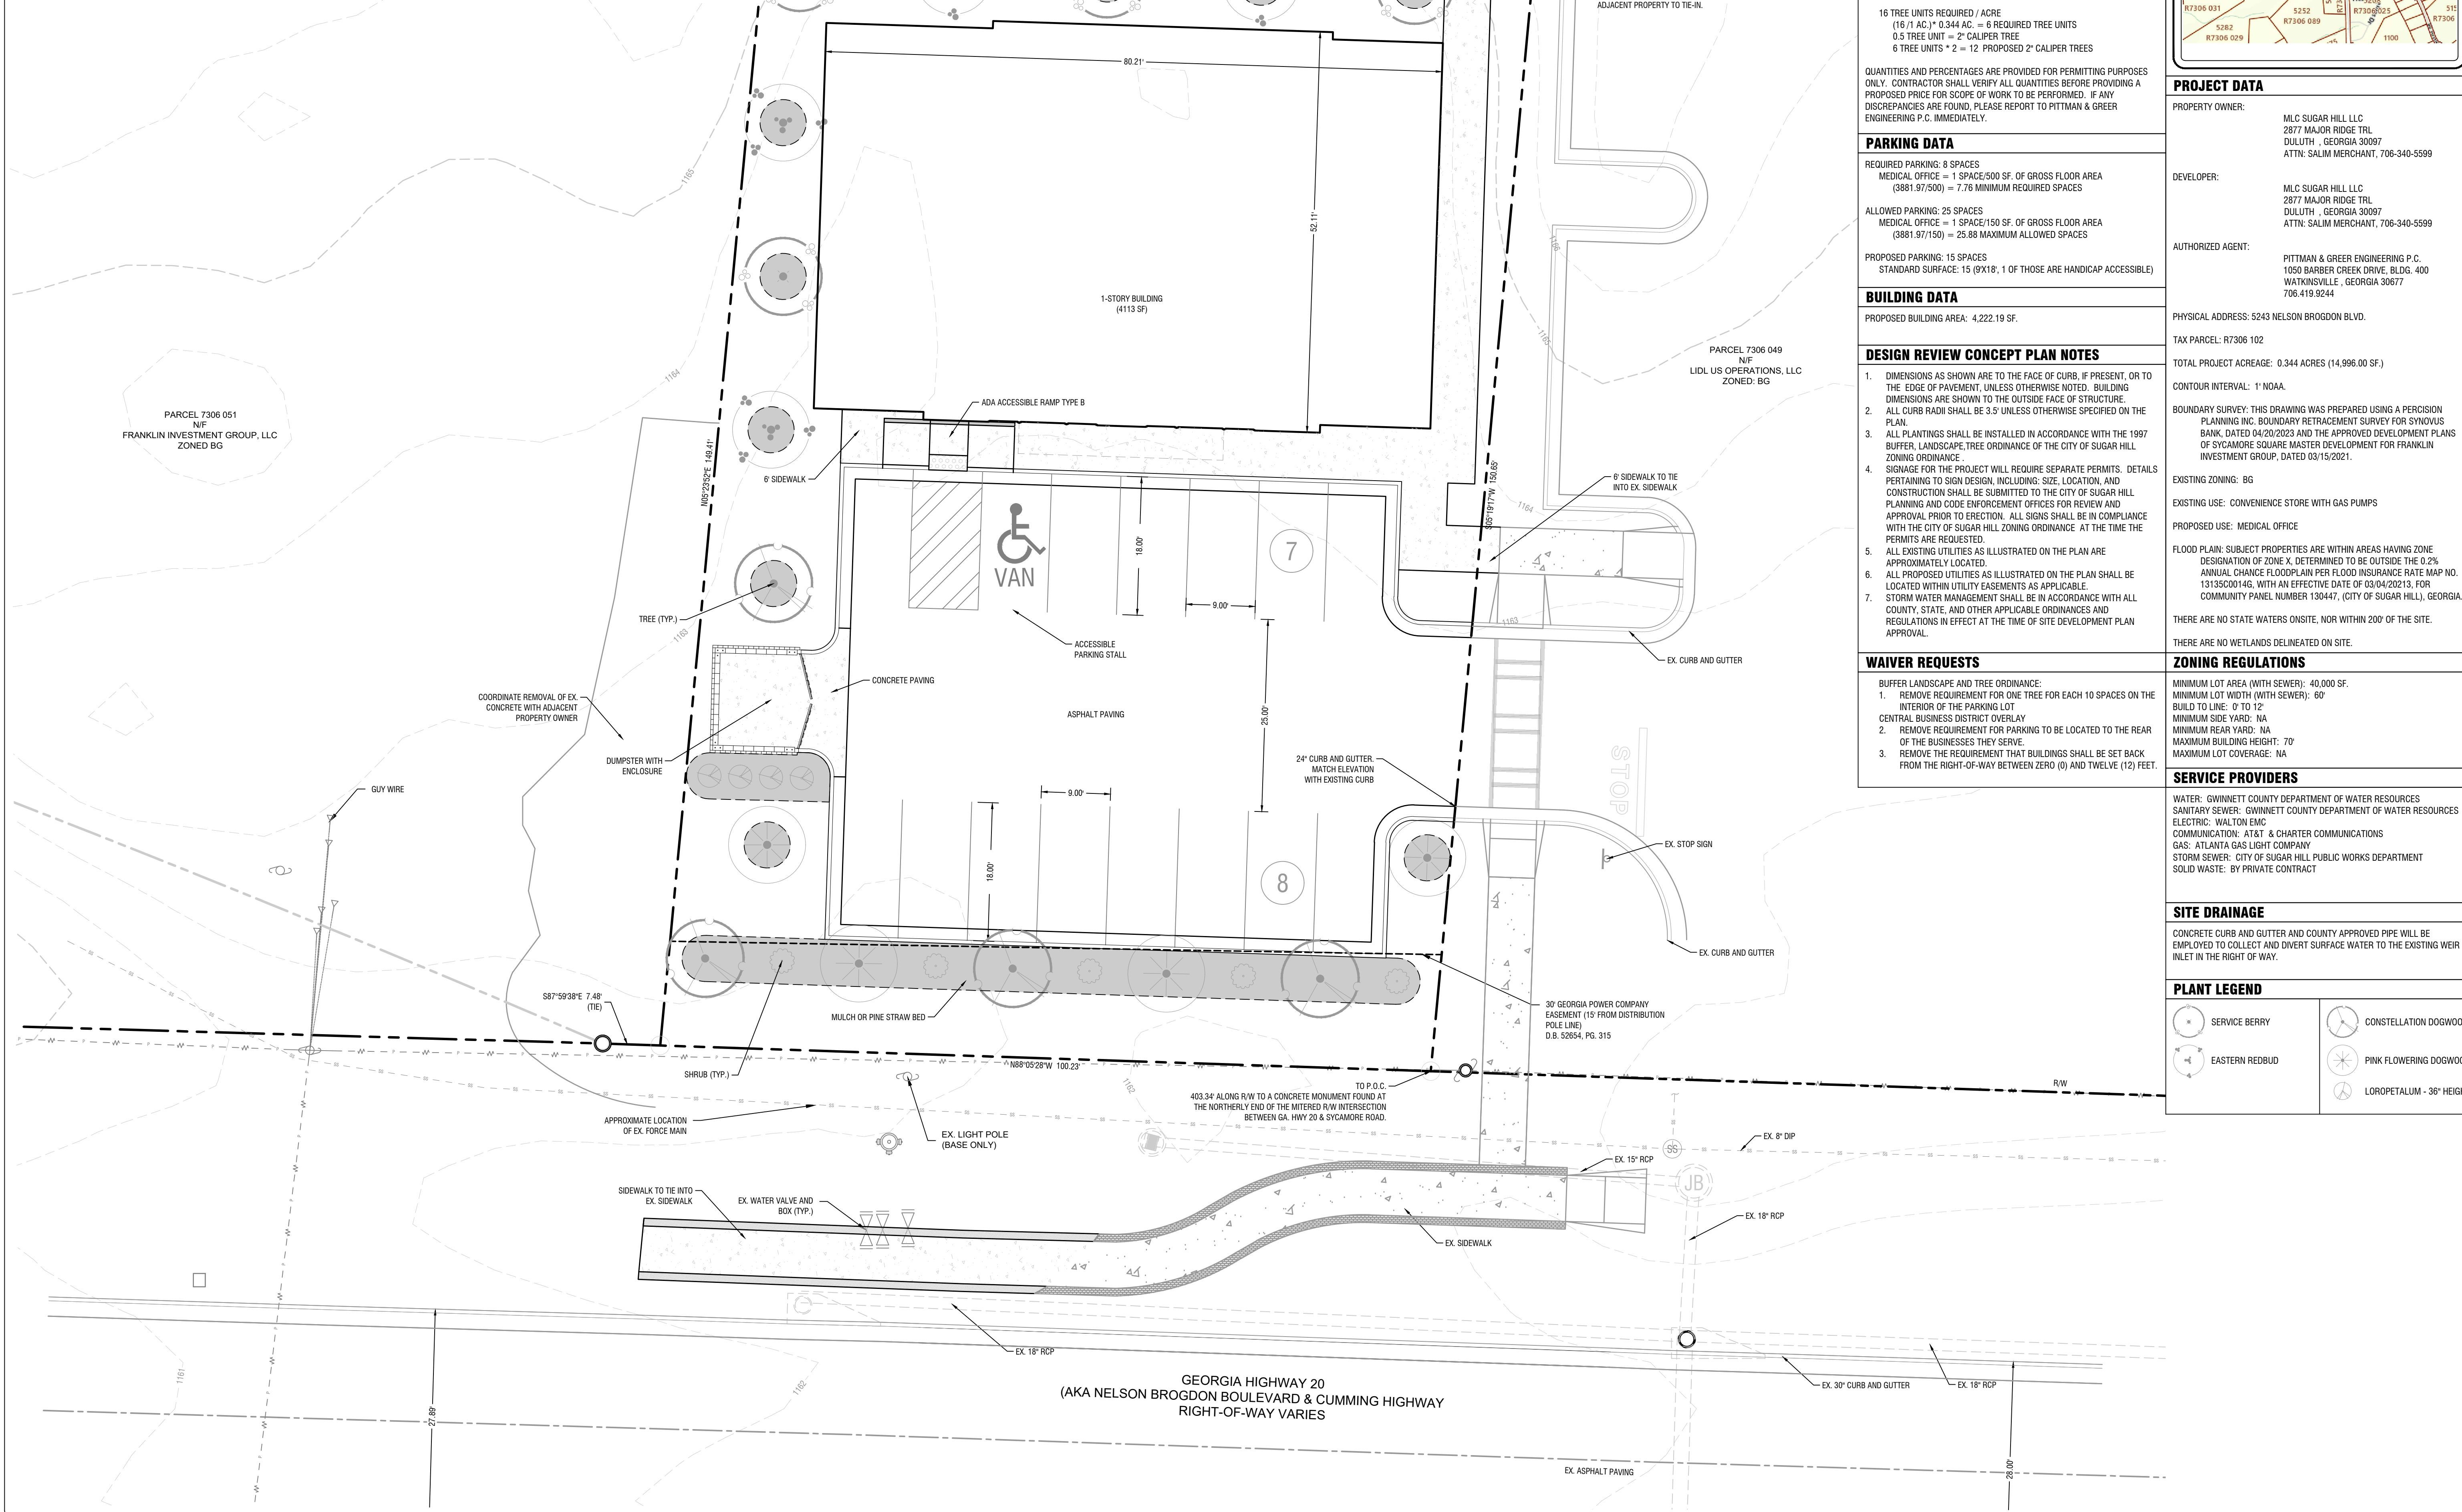 ADJACENT PROPERTY TO TIE-IN.
80.21'
52.11'
1165
1-STORY BUILDING
(4113 SF)
1164
PARCEL 7306 051
N/F
FRANKLIN INVESTMENT GROUP, LLC
ZONED BG
PARCEL 7306 049
N/F
LIDL US OPERATIONS, LLC
ZONED: BG
1165
ADA ACCESSIBLE RAMP TYPE B
N05°23'52"E 149.41'
S05°19'17"W 150.65'
6' SIDEWALK
6' SIDEWALK TO TIE
INTO EX. SIDEWALK
1164
18.00'
7
VAN
9.00'
TREE (TYP.)
1163
1163
ACCESSIBLE
PARKING STALL
EX. CURB AND GUTTER
CONCRETE PAVING
COORDINATE REMOVAL OF EX.
CONCRETE WITH ADJACENT
PROPERTY OWNER
ASPHALT PAVING
25.00'
DUMPSTER WITH
ENCLOSURE
24" CURB AND GUTTER.
MATCH ELEVATION
WITH EXISTING CURB
STOP
GUY WIRE
9.00'
18.00'
8
EX. STOP SIGN
EX. CURB AND GUTTER
S87°59'38"E 7.48'
(TIE)
MULCH OR PINE STRAW BED
30' GEORGIA POWER COMPANY
EASEMENT (15' FROM DISTRIBUTION
POLE LINE)
D.B. 52654, PG. 315
SHRUB (TYP.)
N88°05'28"W 100.23'
1162
TO P.O.C.
403.34' ALONG R/W TO A CONCRETE MONUMENT FOUND AT
THE NORTHERLY END OF THE MITERED R/W INTERSECTION
BETWEEN GA. HWY 20 & SYCAMORE ROAD.
R/W
APPROXIMATE LOCATION
OF EX. FORCE MAIN
EX. LIGHT POLE
(BASE ONLY)
EX. 8" DIP
SS
EX. 15" RCP
JB
SIDEWALK TO TIE INTO
EX. SIDEWALK
EX. WATER VALVE AND
BOX (TYP.)
EX. 18" RCP
EX. SIDEWALK
EX. 18" RCP
1161
1162
GEORGIA HIGHWAY 20
(AKA NELSON BROGDON BOULEVARD & CUMMING HIGHWAY
RIGHT-OF-WAY VARIES
EX. 30" CURB AND GUTTER
EX. 18" RCP
27.89'
28.00'
EX. ASPHALT PAVING
16 TREE UNITS REQUIRED / ACRE
(16 /1 AC.)* 0.344 AC. = 6 REQUIRED TREE UNITS
0.5 TREE UNIT = 2" CALIPER TREE
6 TREE UNITS * 2 = 12 PROPOSED 2" CALIPER TREES
QUANTITIES AND PERCENTAGES ARE PROVIDED FOR PERMITTING PURPOSES
ONLY. CONTRACTOR SHALL VERIFY ALL QUANTITIES BEFORE PROVIDING A
PROPOSED PRICE FOR SCOPE OF WORK TO BE PERFORMED. IF ANY
DISCREPANCIES ARE FOUND, PLEASE REPORT TO PITTMAN & GREER
ENGINEERING P.C. IMMEDIATELY.
PARKING DATA
REQUIRED PARKING: 8 SPACES
MEDICAL OFFICE = 1 SPACE/500 SF. OF GROSS FLOOR AREA
(3881.97/500) = 7.76 MINIMUM REQUIRED SPACES
ALLOWED PARKING: 25 SPACES
MEDICAL OFFICE = 1 SPACE/150 SF. OF GROSS FLOOR AREA
(3881.97/150) = 25.88 MAXIMUM ALLOWED SPACES
PROPOSED PARKING: 15 SPACES
STANDARD SURFACE: 15 (9'X18', 1 OF THOSE ARE HANDICAP ACCESSIBLE)
BUILDING DATA
PROPOSED BUILDING AREA: 4,222.19 SF.
DESIGN REVIEW CONCEPT PLAN NOTES
1. DIMENSIONS AS SHOWN ARE TO THE FACE OF CURB, IF PRESENT, OR TO
THE EDGE OF PAVEMENT, UNLESS OTHERWISE NOTED. BUILDING
DIMENSIONS ARE SHOWN TO THE OUTSIDE FACE OF STRUCTURE.
2. ALL CURB RADII SHALL BE 3.5' UNLESS OTHERWISE SPECIFIED ON THE
PLAN.
3. ALL PLANTINGS SHALL BE INSTALLED IN ACCORDANCE WITH THE 1997
BUFFER, LANDSCAPE,TREE ORDINANCE OF THE CITY OF SUGAR HILL
ZONING ORDINANCE .
4. SIGNAGE FOR THE PROJECT WILL REQUIRE SEPARATE PERMITS. DETAILS
PERTAINING TO SIGN DESIGN, INCLUDING: SIZE, LOCATION, AND
CONSTRUCTION SHALL BE SUBMITTED TO THE CITY OF SUGAR HILL
PLANNING AND CODE ENFORCEMENT OFFICES FOR REVIEW AND
APPROVAL PRIOR TO ERECTION. ALL SIGNS SHALL BE IN COMPLIANCE
WITH THE CITY OF SUGAR HILL ZONING ORDINANCE AT THE TIME THE
PERMITS ARE REQUESTED.
5. ALL EXISTING UTILITIES AS ILLUSTRATED ON THE PLAN ARE
APPROXIMATELY LOCATED.
6. ALL PROPOSED UTILITIES AS ILLUSTRATED ON THE PLAN SHALL BE
LOCATED WITHIN UTILITY EASEMENTS AS APPLICABLE.
7. STORM WATER MANAGEMENT SHALL BE IN ACCORDANCE WITH ALL
COUNTY, STATE, AND OTHER APPLICABLE ORDINANCES AND
REGULATIONS IN EFFECT AT THE TIME OF SITE DEVELOPMENT PLAN
APPROVAL.
WAIVER REQUESTS
BUFFER LANDSCAPE AND TREE ORDINANCE:
1. REMOVE REQUIREMENT FOR ONE TREE FOR EACH 10 SPACES ON THE
INTERIOR OF THE PARKING LOT
CENTRAL BUSINESS DISTRICT OVERLAY
2. REMOVE REQUIREMENT FOR PARKING TO BE LOCATED TO THE REAR
OF THE BUSINESSES THEY SERVE.
3. REMOVE THE REQUIREMENT THAT BUILDINGS SHALL BE SET BACK
FROM THE RIGHT-OF-WAY BETWEEN ZERO (0) AND TWELVE (12) FEET.
R7306 031
5252
R7306 089
R7306 025
R7306
5282
R7306 029
1100
PROJECT DATA
PROPERTY OWNER:
MLC SUGAR HILL LLC
2877 MAJOR RIDGE TRL
DULUTH , GEORGIA 30097
ATTN: SALIM MERCHANT, 706-340-5599
DEVELOPER:
MLC SUGAR HILL LLC
2877 MAJOR RIDGE TRL
DULUTH , GEORGIA 30097
ATTN: SALIM MERCHANT, 706-340-5599
AUTHORIZED AGENT:
PITTMAN & GREER ENGINEERING P.C.
1050 BARBER CREEK DRIVE, BLDG. 400
WATKINSVILLE , GEORGIA 30677
706.419.9244
PHYSICAL ADDRESS: 5243 NELSON BROGDON BLVD.
TAX PARCEL: R7306 102
TOTAL PROJECT ACREAGE: 0.344 ACRES (14,996.00 SF.)
CONTOUR INTERVAL: 1' NOAA.
BOUNDARY SURVEY: THIS DRAWING WAS PREPARED USING A PERCISION
PLANNING INC. BOUNDARY RETRACEMENT SURVEY FOR SYNOVUS
BANK, DATED 04/20/2023 AND THE APPROVED DEVELOPMENT PLANS
OF SYCAMORE SQUARE MASTER DEVELOPMENT FOR FRANKLIN
INVESTMENT GROUP, DATED 03/15/2021.
EXISTING ZONING: BG
EXISTING USE: CONVENIENCE STORE WITH GAS PUMPS
PROPOSED USE: MEDICAL OFFICE
FLOOD PLAIN: SUBJECT PROPERTIES ARE WITHIN AREAS HAVING ZONE
DESIGNATION OF ZONE X, DETERMINED TO BE OUTSIDE THE 0.2%
ANNUAL CHANCE FLOODPLAIN PER FLOOD INSURANCE RATE MAP NO.
13135C0014G, WITH AN EFFECTIVE DATE OF 03/04/20213, FOR
COMMUNITY PANEL NUMBER 130447, (CITY OF SUGAR HILL), GEORGIA.
THERE ARE NO STATE WATERS ONSITE, NOR WITHIN 200' OF THE SITE.
THERE ARE NO WETLANDS DELINEATED ON SITE.
ZONING REGULATIONS
MINIMUM LOT AREA (WITH SEWER): 40,000 SF.
MINIMUM LOT WIDTH (WITH SEWER): 60'
BUILD TO LINE: 0' TO 12'
MINIMUM SIDE YARD: NA
MINIMUM REAR YARD: NA
MAXIMUM BUILDING HEIGHT: 70'
MAXIMUM LOT COVERAGE: NA
SERVICE PROVIDERS
WATER: GWINNETT COUNTY DEPARTMENT OF WATER RESOURCES
SANITARY SEWER: GWINNETT COUNTY DEPARTMENT OF WATER RESOURCES
ELECTRIC: WALTON EMC
COMMUNICATION: AT&T & CHARTER COMMUNICATIONS
GAS: ATLANTA GAS LIGHT COMPANY
STORM SEWER: CITY OF SUGAR HILL PUBLIC WORKS DEPARTMENT
SOLID WASTE: BY PRIVATE CONTRACT
SITE DRAINAGE
CONCRETE CURB AND GUTTER AND COUNTY APPROVED PIPE WILL BE
EMPLOYED TO COLLECT AND DIVERT SURFACE WATER TO THE EXISTING WEIR
INLET IN THE RIGHT OF WAY.
PLANT LEGEND
SERVICE BERRY
CONSTELLATION DOGWOO
EASTERN REDBUD
PINK FLOWERING DOGWOO
LOROPETALUM - 36" HEIG